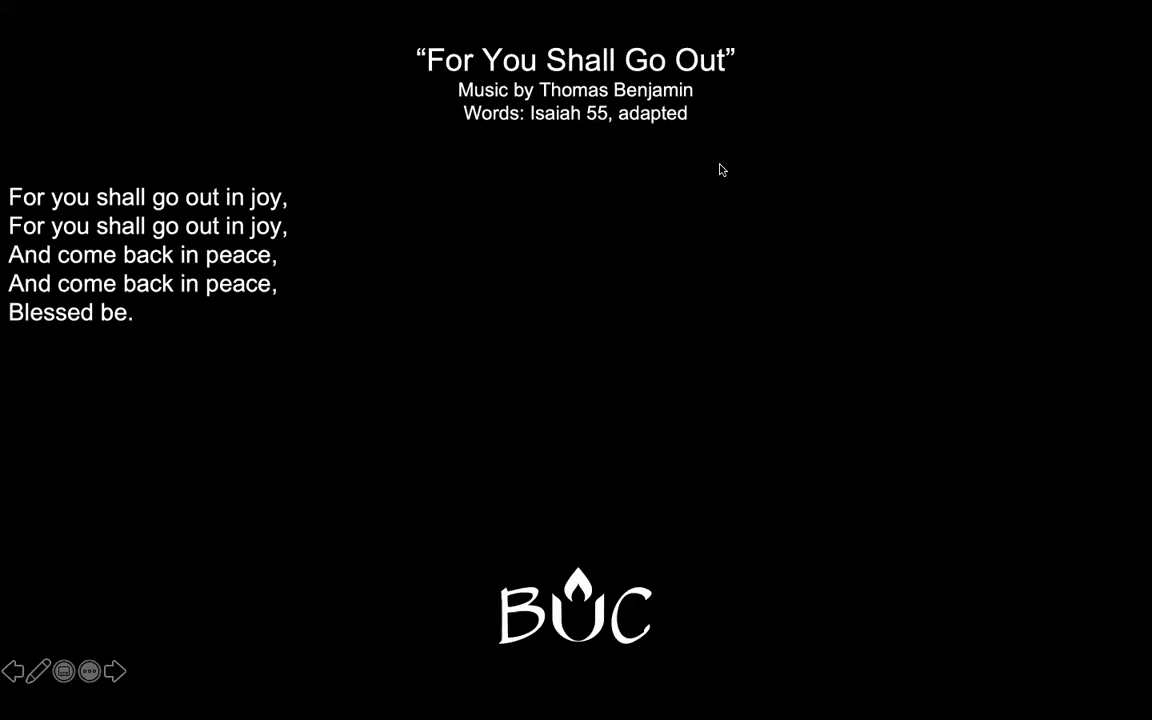 “For You Shall Go Out”
Music by Thomas Benjamin
Words: Isaiah 55, adapted
For you shall go out in joy,
For you shall go out in joy,
And come back in peace,
And come back in peace,
Blessed be.
BUC